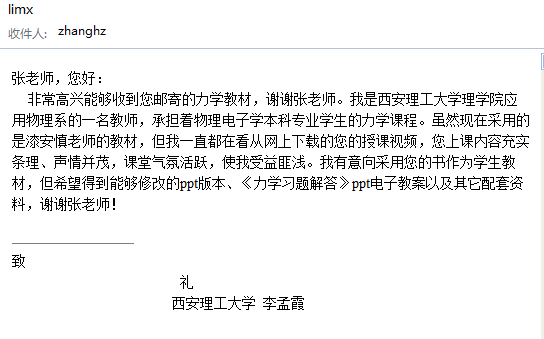 limx
收件人： zhanghz
张老师，您好：
非常高兴能够收到您邮寄的力学教材，谢谢张老师。我是西安理工大学理学院应
用物理系的一名教师，承担着物理电子学本科专业学生的力学课程。虽然现在采用的
是漆安慎老师的教材，但我一直都在看从网上下载的您的授课视频，您上课内容充实
条理、声情并茂，课堂气氛活跃，使我受益匪浅。我有意向采用您的书作为学生教
材，但希望得到能够修改的ppt版本、《力学习题解答》ppt电子教案以及其它配套资
料，谢谢张老师！
致
礼
西安理工大学 李孟霞